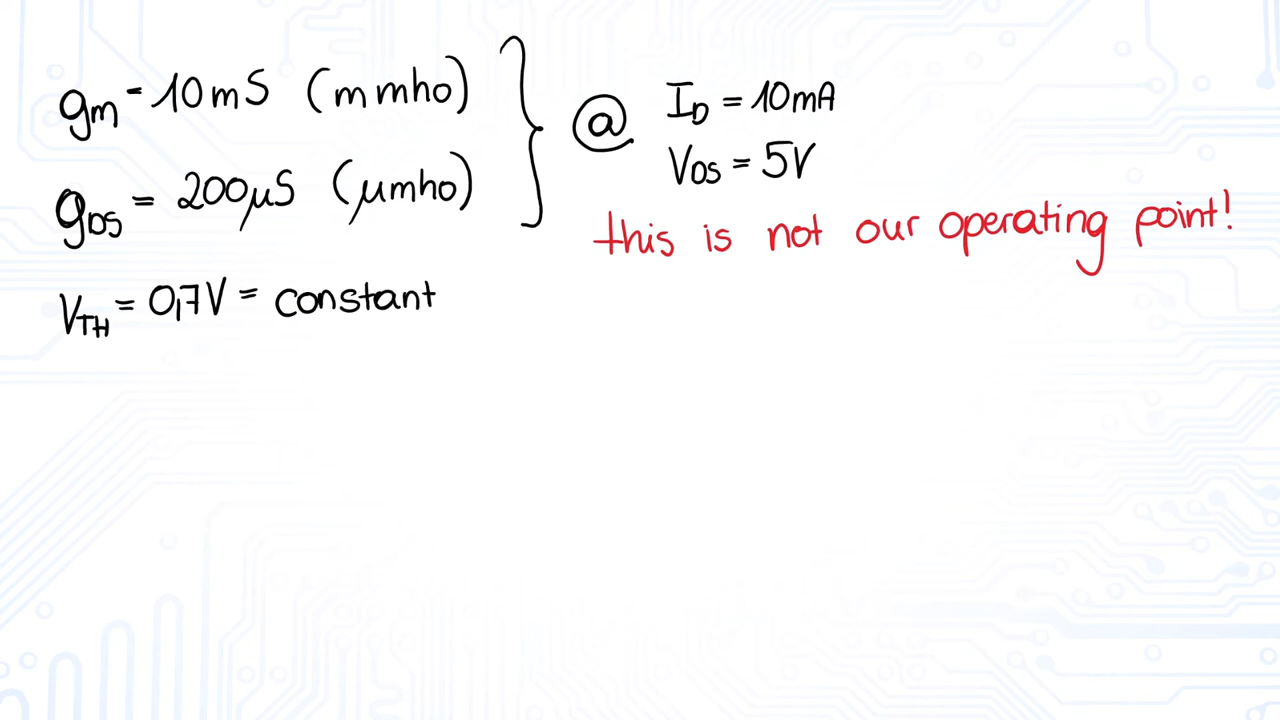 gm = 10mS (mmho)
gDS = 200μS (μmho)
VTH = 0,7V = constant
@ ID = 10mA
VDS = 5V
this is not our operating point!